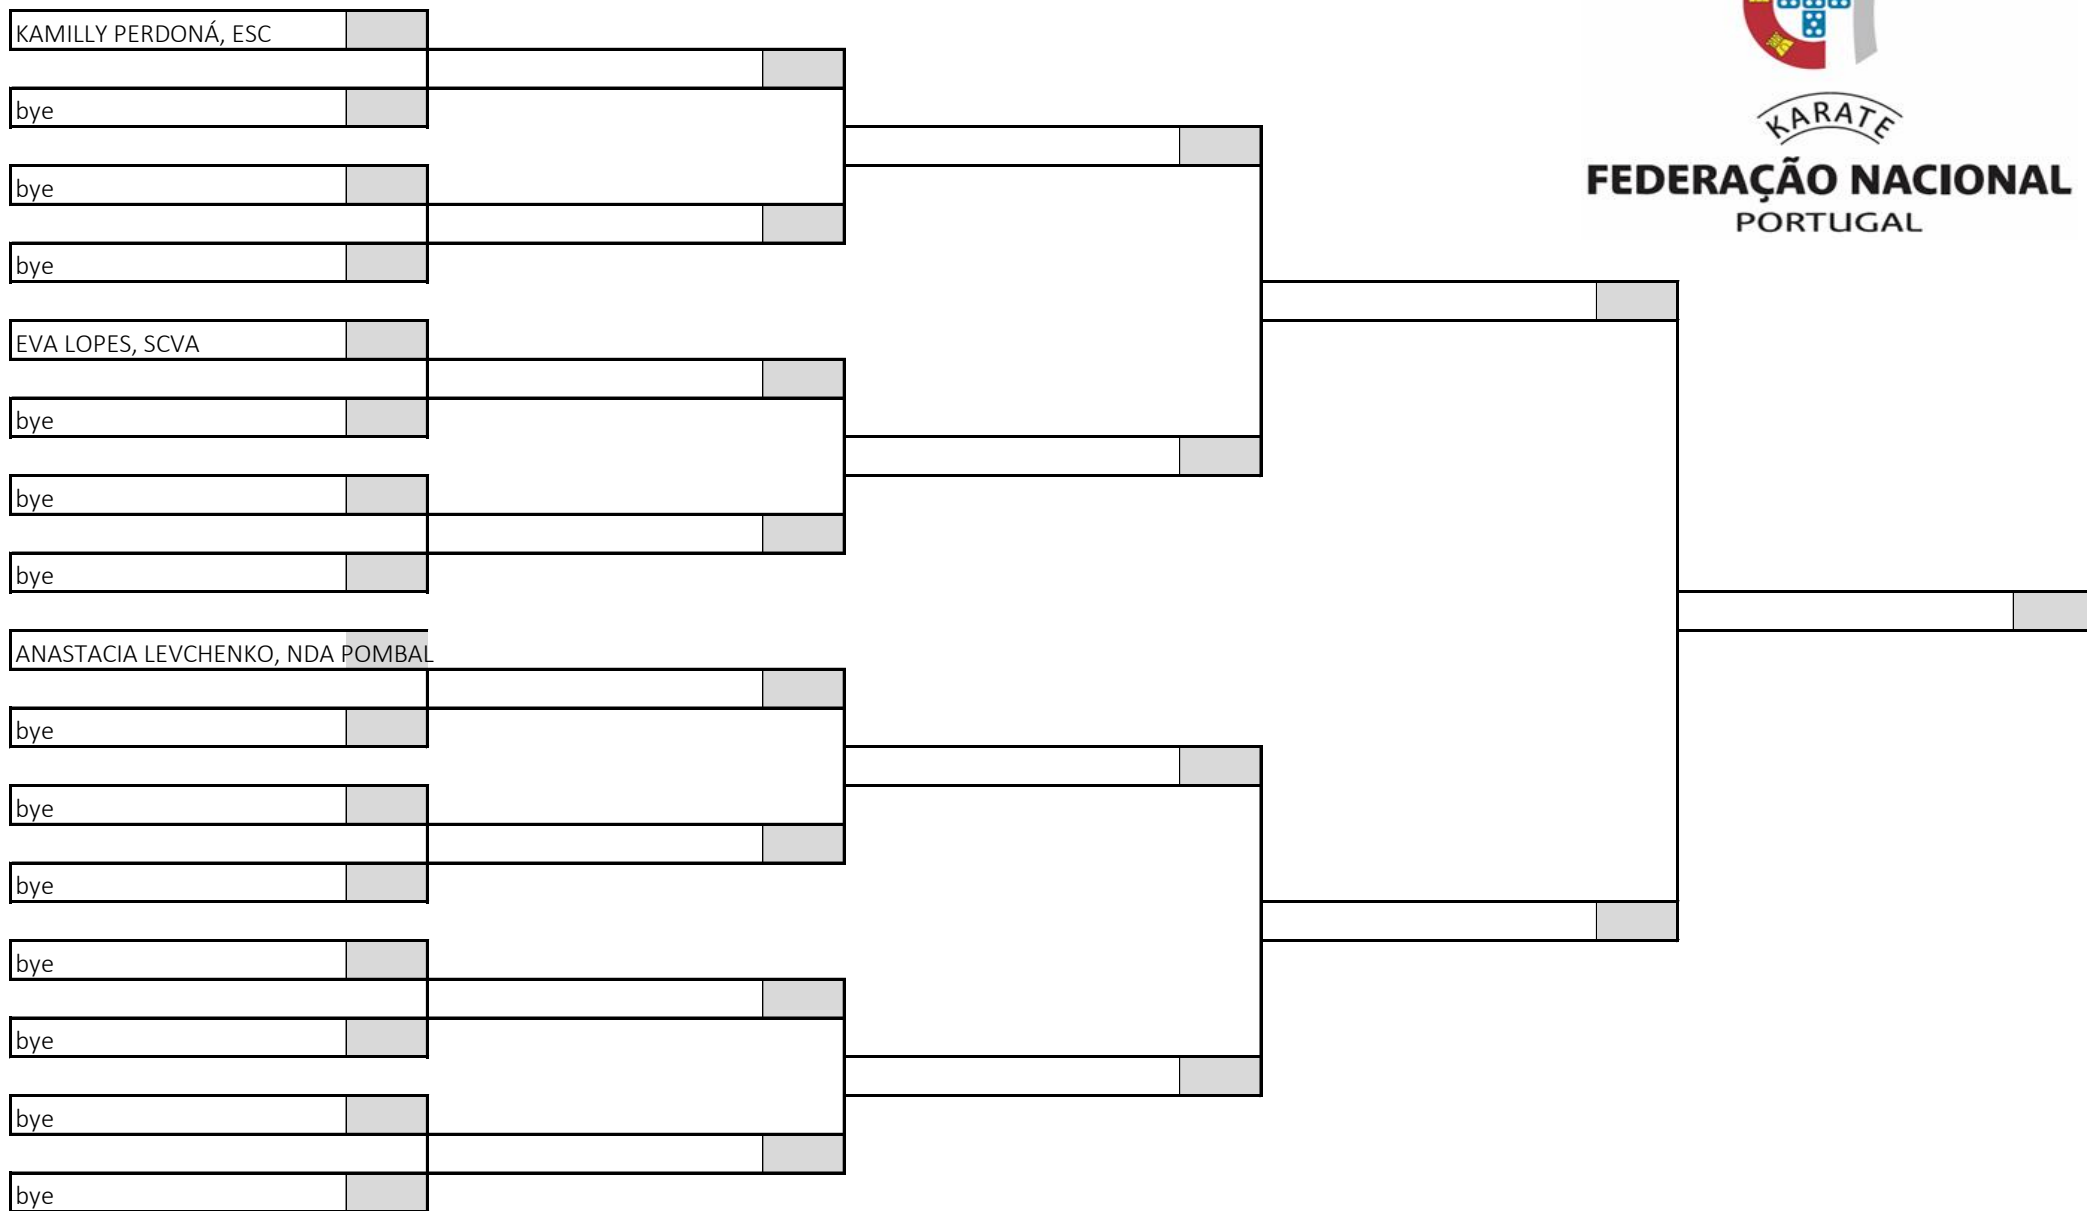 KAMILLY PERDONÁ, ESC
bye
bye
bye
EVA LOPES, SCVA
bye
bye
bye
ANASTACIA LEVCHENKO, NDA POMBAL
bye
bye
bye
bye
bye
bye
bye
KARATE
FEDERAÇÃO NACIONAL
PORTUGAL